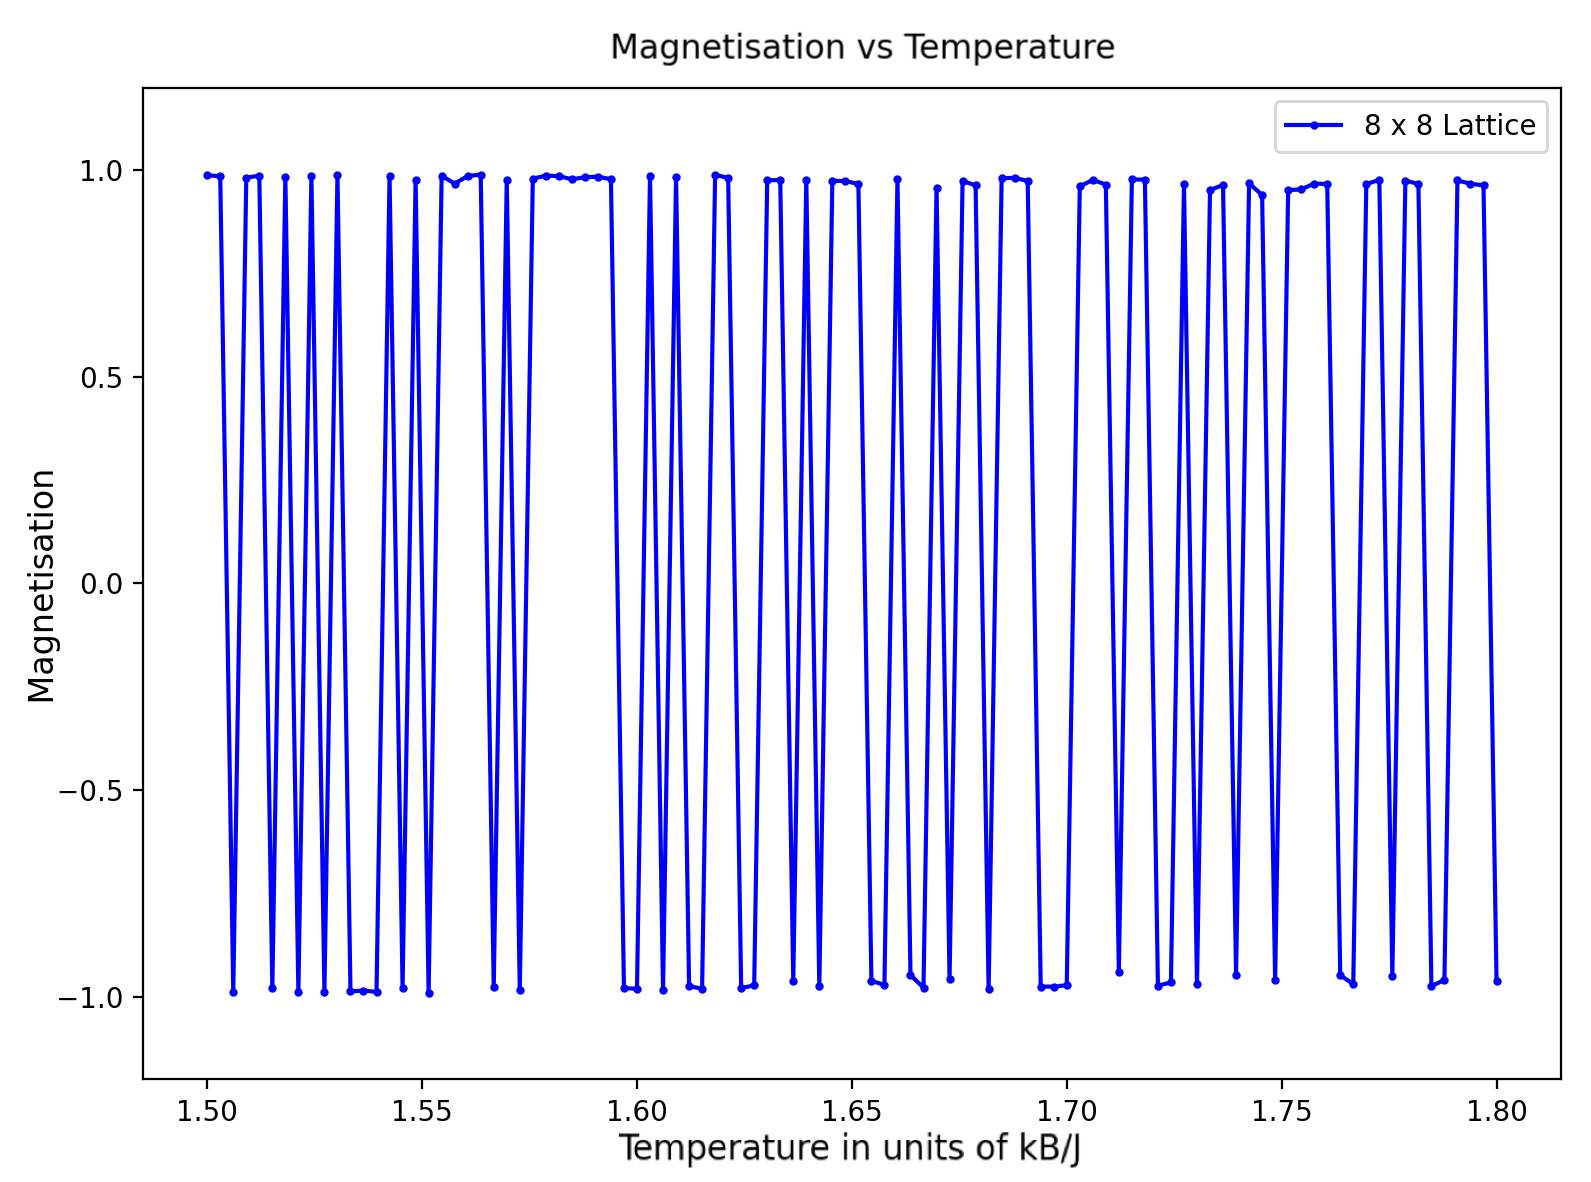 Magnetisation vs Temperature
8 x 8 Lattice
1.0
0.5
0.0
−0.5
−1.0
Magnetisation
1.50 1.55 1.60 1.65 1.70 1.75 1.80
Temperature in units of kB/J